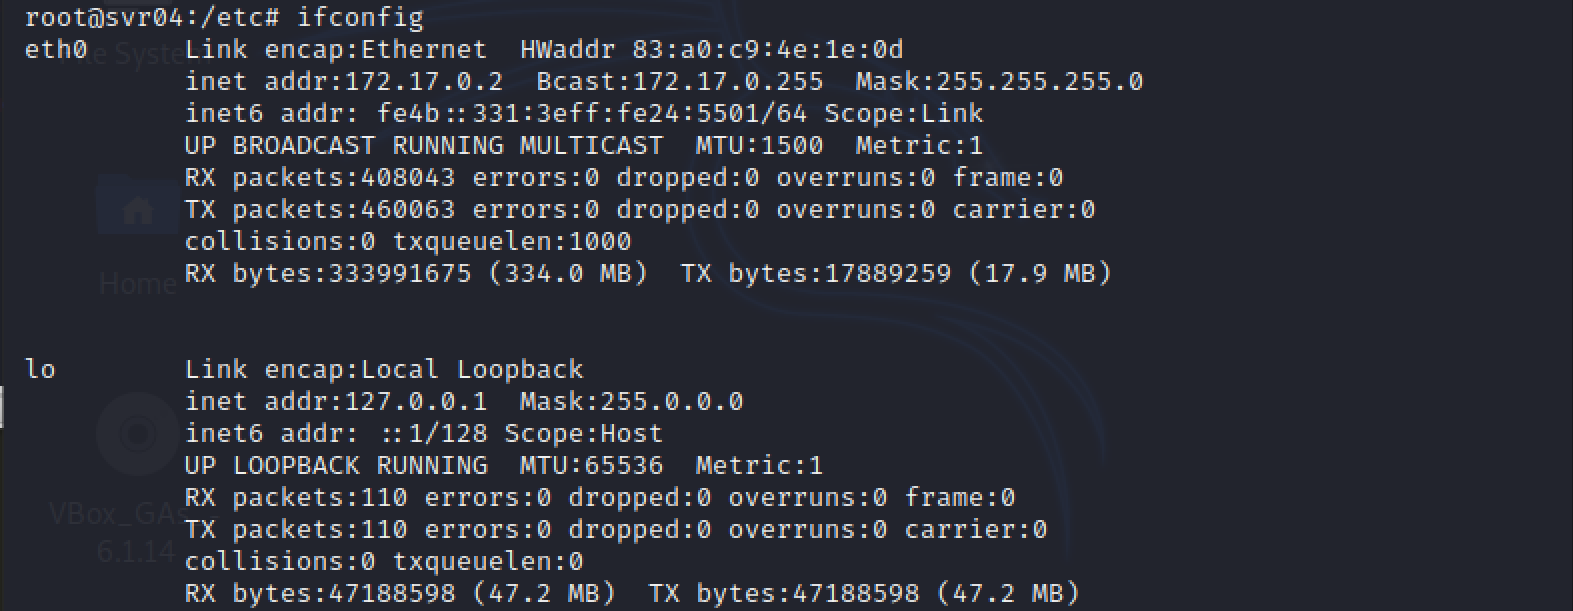 root@svr04:/etc# ifconfig
eth0      Link encap:Ethernet  HWaddr 83:a0:c9:4e:1e:0d
File System
          inet addr:172.17.0.2  Bcast:172.17.0.255  Mask:255.255.255.0
          inet6 addr: fe4b::331:3eff:fe24:5501/64 Scope:Link
          UP BROADCAST RUNNING MULTICAST  MTU:1500  Metric:1
          RX packets:408043 errors:0 dropped:0 overruns:0 frame:0
          TX packets:460063 errors:0 dropped:0 overruns:0 carrier:0
          collisions:0 txqueuelen:1000
          RX bytes:333991675 (334.0 MB)  TX bytes:17889259 (17.9 MB)
Home
lo        Link encap:Local Loopback
          inet addr:127.0.0.1  Mask:255.0.0.0
          inet6 addr: ::1/128 Scope:Host
          UP LOOPBACK RUNNING  MTU:65536  Metric:1
          RX packets:110 errors:0 dropped:0 overruns:0 frame:0
VBox_GAs_
          TX packets:110 errors:0 dropped:0 overruns:0 carrier:0
6.1.14
          collisions:0 txqueuelen:0
          RX bytes:47188598 (47.2 MB)  TX bytes:47188598 (47.2 MB)